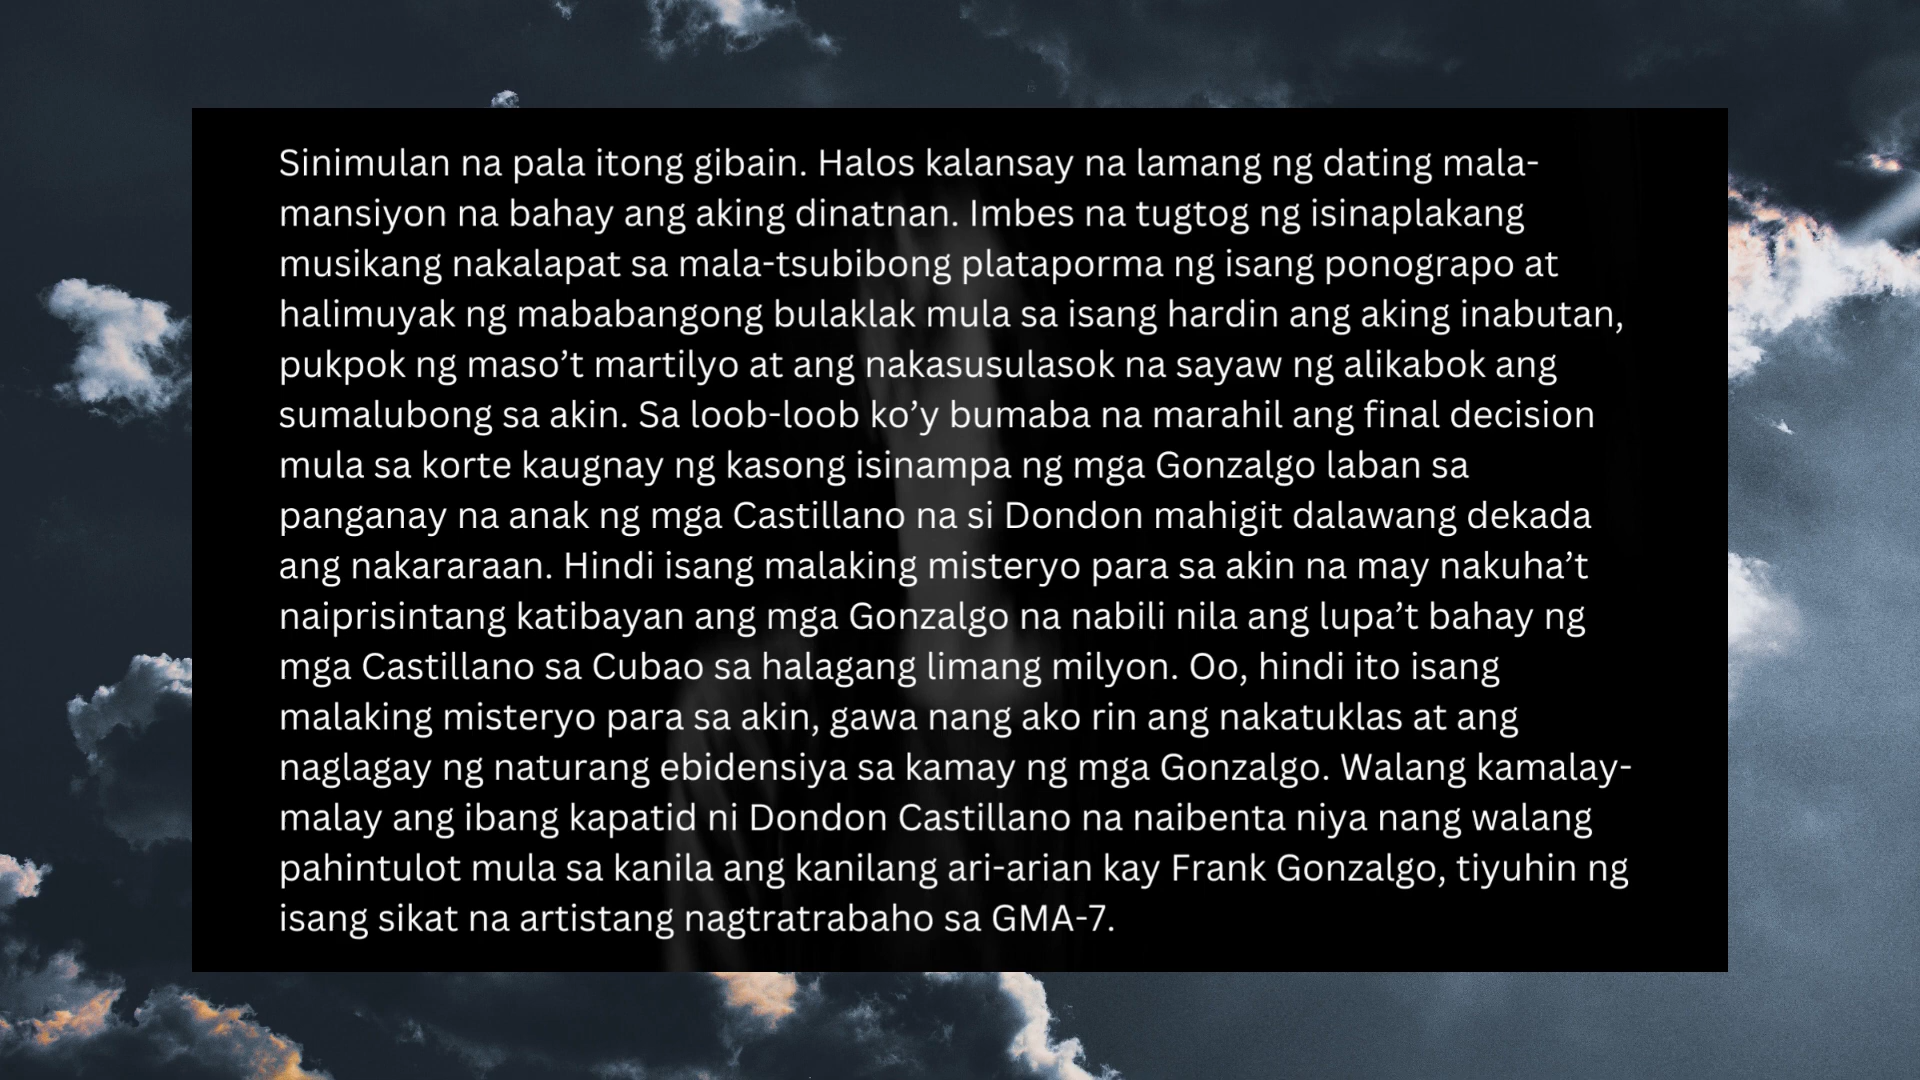 Sinimulan na pala itong gibain. Halos kalansay na lamang ng dating mala-
mansiyon na bahay ang aking dinatnan. Imbes na tugtog ng isinaplakang
musikang nakalapat sa mala-tsubibong plataporma ng isang ponograpo at
halimuyak ng mababangong bulaklak mula sa isang hardin ang aking inabutan,
pukpok ng maso’t martilyo at ang nakasusulasok na sayaw ng alikabok ang
sumalubong sa akin. Sa loob-loob ko’y bumaba na marahil ang final decision
mula sa korte kaugnay ng kasong isinampa ng mga Gonzalgo laban sa
panganay na anak ng mga Castillano na si Dondon mahigit dalawang dekada
ang nakararaan. Hindi isang malaking misteryo para sa akin na may nakuha’t
naiprisintang katibayan ang mga Gonzalgo na nabili nila ang lupa’t bahay ng
mga Castillano sa Cubao sa halagang limang milyon. Oo, hindi ito isang
malaking misteryo para sa akin, gawa nang ako rin ang nakatuklas at ang
naglagay ng naturang ebidensiya sa kamay ng mga Gonzalgo. Walang kamalay-
malay ang ibang kapatid ni Dondon Castillano na naibenta niya nang walang
pahintulot mula sa kanila ang kanilang ari-arian kay Frank Gonzalgo, tiyuhin ng
isang sikat na artistang nagtratrabaho sa GMA-7.